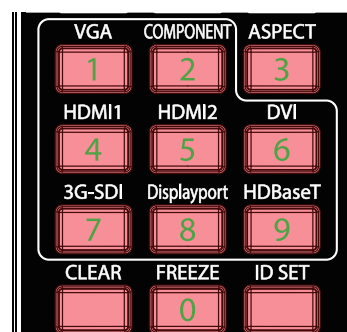 VGA COMPONENT ASPECT
1 2 3
HDMI1 HDMI2 DVI
4 5 6
3G-SDI Displayport HDBaseT
7 8 9
CLEAR FREEZE ID SET
0